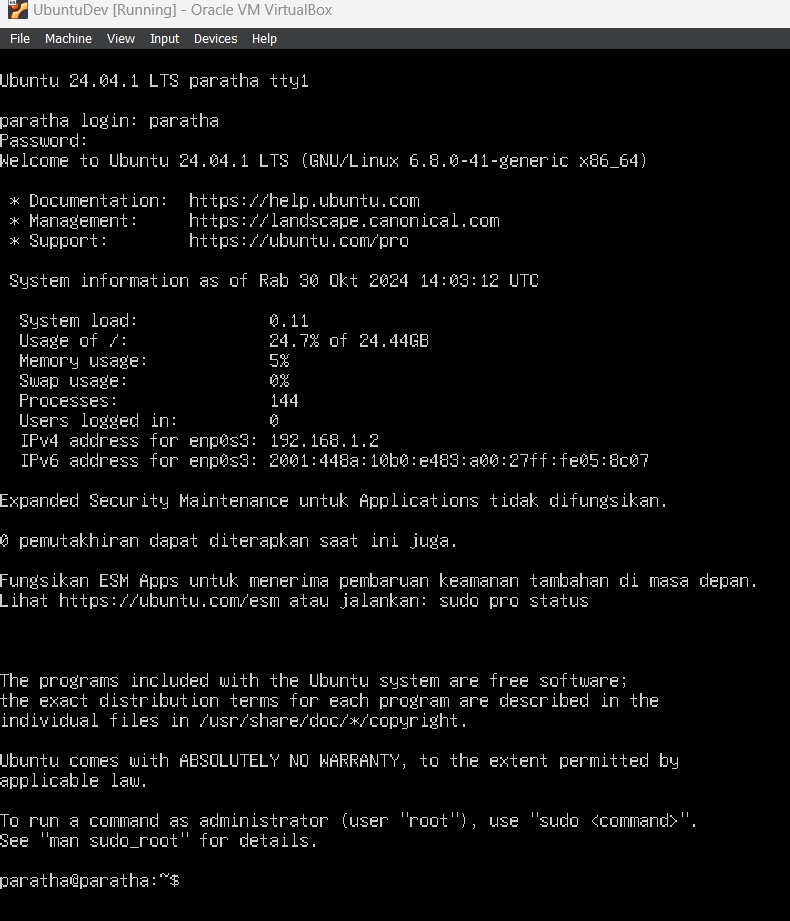 UbuntuDev [Running] - Oracle VM VirtualBox
File Machine View Input Devices Help
Ubuntu 24.04.1 LTS paratha tty1
paratha login: paratha
Password:
Welcome to Ubuntu 24.04.1 LTS (GNU/Linux 6.8.0-41-generic x86_64)
* Documentation: https://help.ubuntu.com
* Management: https://landscape.canonical.com
* Support: https://ubuntu.com/pro
System information as of Rab 30 Okt 2024 14:03:12 UTC
System load: 0.11
Usage of /: 24.7% of 24.44GB
Memory usage: 5%
Swap usage: 0%
Processes: 144
Users logged in: 0
IPv4 address for enp0s3: 192.168.1.2
IPv6 address for enp0s3: 2001:448a:10b0:e483:a00:27ff:fe05:8c07
Expanded Security Maintenance untuk Applications tidak difungsikan.
0 pemutakhiran dapat diterapkan saat ini juga.
Fungsikan ESM Apps untuk menerima pembaruan keamanan tambahan di masa depan.
Lihat https://ubuntu.com/esm atau jalankan: sudo pro status
The programs included with the Ubuntu system are free software;
the exact distribution terms for each program are described in the
individual files in /usr/share/doc/*/copyright.
Ubuntu comes with ABSOLUTELY NO WARRANTY, to the extent permitted by
applicable law.
To run a command as administrator (user "root"), use "sudo <command>".
See "man sudo_root" for details.
paratha@paratha:~$